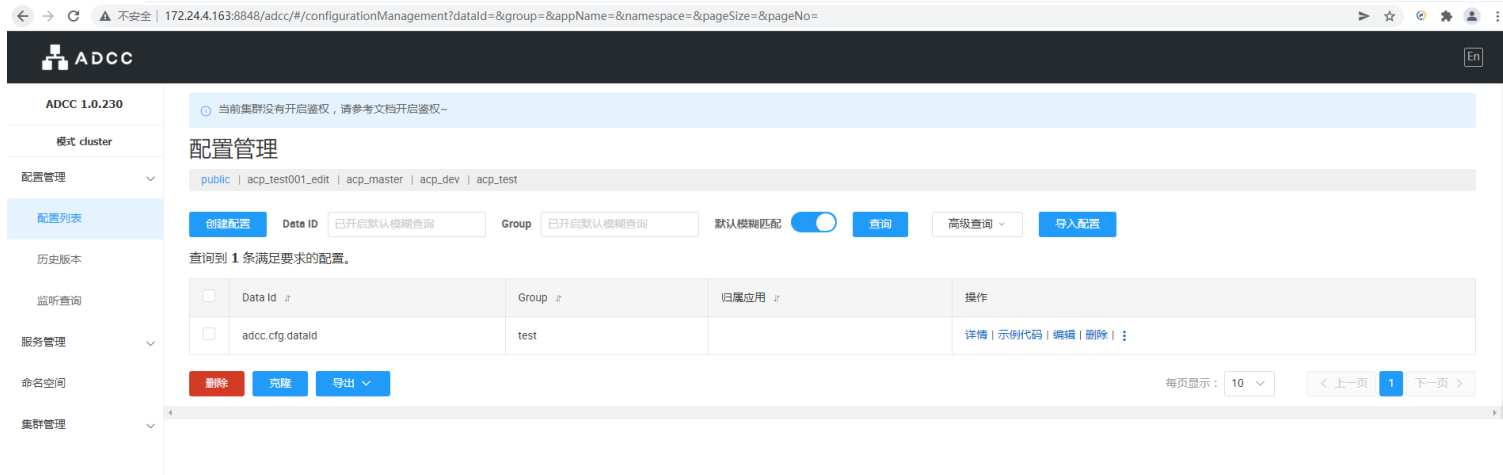 不安全 | 172.24.4.163:8848/adcc/#/configurationManagement?dataId=&group=&appName=&namespace=&pageSize=&pageNo=
ADCC
En
ADCC 1.0.230
模式 cluster
配置管理
配置列表
历史版本
监听查询
服务管理
命名空间
集群管理
当前集群没有开启鉴权，请参考文档开启鉴权~
配置管理
public | acp_test001_edit | acp_master | acp_dev | acp_test
创建配置 Data ID 已开启默认模糊查询 Group 已开启默认模糊查询 默认模糊匹配 查询 高级查询 导入配置
查询到 1 条满足要求的配置。
Data Id Group 归属应用 操作
adcc.cfg.dataId test 详情 | 示例代码 | 编辑 | 删除 |
删除 克隆 导出 每页显示： 10 上一页 1 下一页